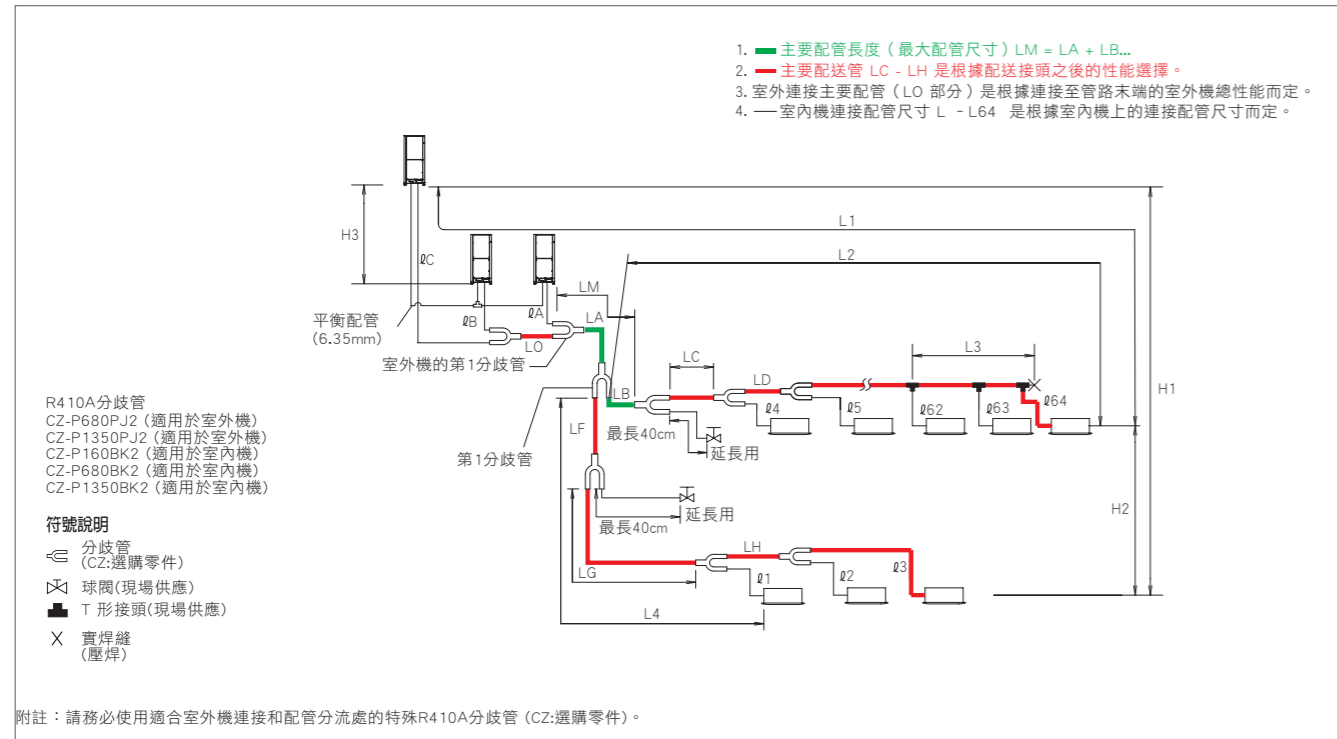 1. 主要配管長度（最大配管尺寸）LM = LA + LB...
2. 主要配送管 LC - LH 是根據配送接頭之後的性能選擇。
3. 室外連接主要配管（LO 部分）是根據連接至管路末端的室外機總性能而定。
4. 室內機連接配管尺寸 L - L64 是根據室內機上的連接配管尺寸而定。
L1
H3
L2
ℓC
LM
平衡配管
(6.35mm)
ℓB
ℓA
LA
LO
室外機的第1分歧管
LC
L3
LD
H1
LB
ℓ4
ℓ5
ℓ62
ℓ63
ℓ64
最長40cm
延長用
LF
第1分歧管
R410A分歧管
CZ-P680PJ2 (適用於室外機)
CZ-P1350PJ2 (適用於室外機)
CZ-P160BK2 (適用於室內機)
CZ-P680BK2 (適用於室內機)
CZ-P1350BK2 (適用於室內機)
H2
延長用
最長40cm
符號說明
分歧管
(CZ:選購零件)
球閥(現場供應)
T 形接頭(現場供應)
實焊縫
(壓焊)
LG
LH
ℓ1
ℓ2
ℓ3
L4
附註：請務必使用適合室外機連接和配管分流處的特殊R410A分歧管 (CZ:選購零件)。